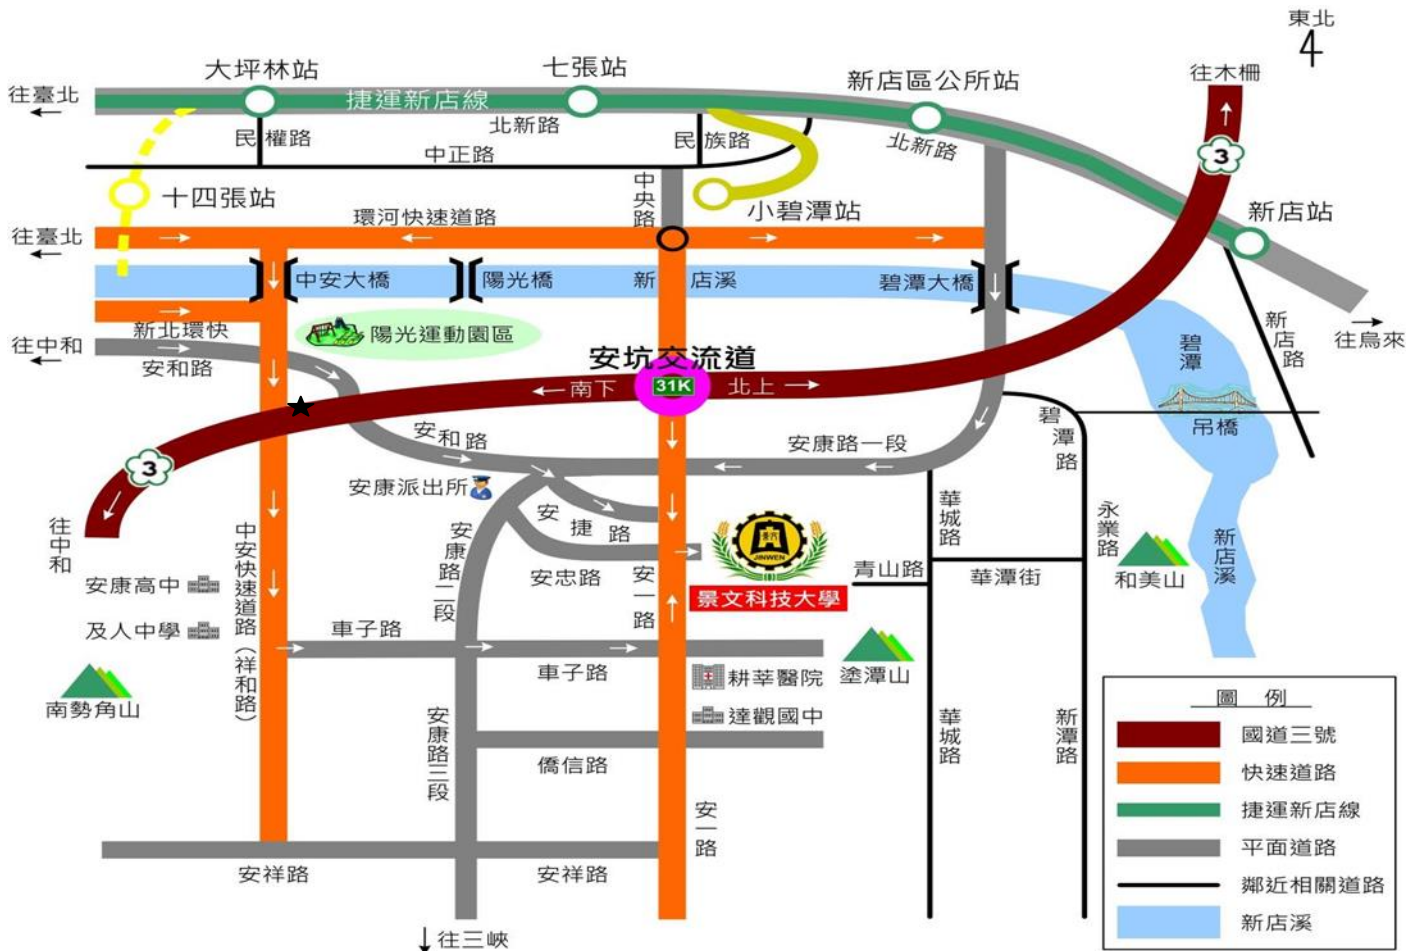 東北
4
往木柵
大坪林站
七張站
新店區公所站
往臺北
捷運新店線
北新路
北新路
民權路
民族路
中正路
3
十四張站
中央路
小碧潭站
新店站
環河快速道路
往臺北
中安大橋
陽光橋
新店溪
碧潭大橋
新北環快
往中和
安和路
陽光運動園區
安坑交流道
碧潭
新店路
往烏來
南下
31K
北上
吊橋
碧潭路
安和路
安康路一段
3
安康派出所
往中和
安捷路
華城路
永業路
新店溪
JINWEN
安康路二段
安忠路
安一路
景文科技大學
青山路
華潭街
和美山
安康高中
中安快速道路(祥和路)
及人中學
車子路
車子路
耕莘醫院
塗潭山
南勢角山
達觀國中
安康路三段
僑信路
華城路
新潭路
安一路
安祥路
安祥路
往三峽
圖 例
國道三號
快速道路
捷運新店線
平面道路
鄰近相關道路
新店溪